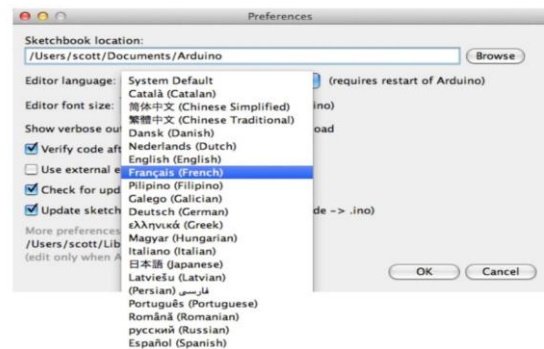 Preferences
Sketchbook location:
/Users/scott/Documents/Arduino
Browse
Editor language:
(requires restart of Arduino)
Editor font size:
ino)
Show verbose out
oad
Verify code aft
Use external e
Check for upd
Update sketch
de -> .ino)
More preferences
/Users/scott/Lib
(edit only when A
System Default
Català (Catalan)
简体中文 (Chinese Simplified)
繁體中文 (Chinese Traditional)
Dansk (Danish)
Nederlands (Dutch)
English (English)
Français (French)
Pilipino (Filipino)
Galego (Galician)
Deutsch (German)
ελληνικά (Greek)
Magyar (Hungarian)
Italiano (Italian)
日本語 (Japanese)
Latviešu (Latvian)
(Persian) فارسی
Português (Portuguese)
Română (Romanian)
русский (Russian)
Español (Spanish)
OK
Cancel